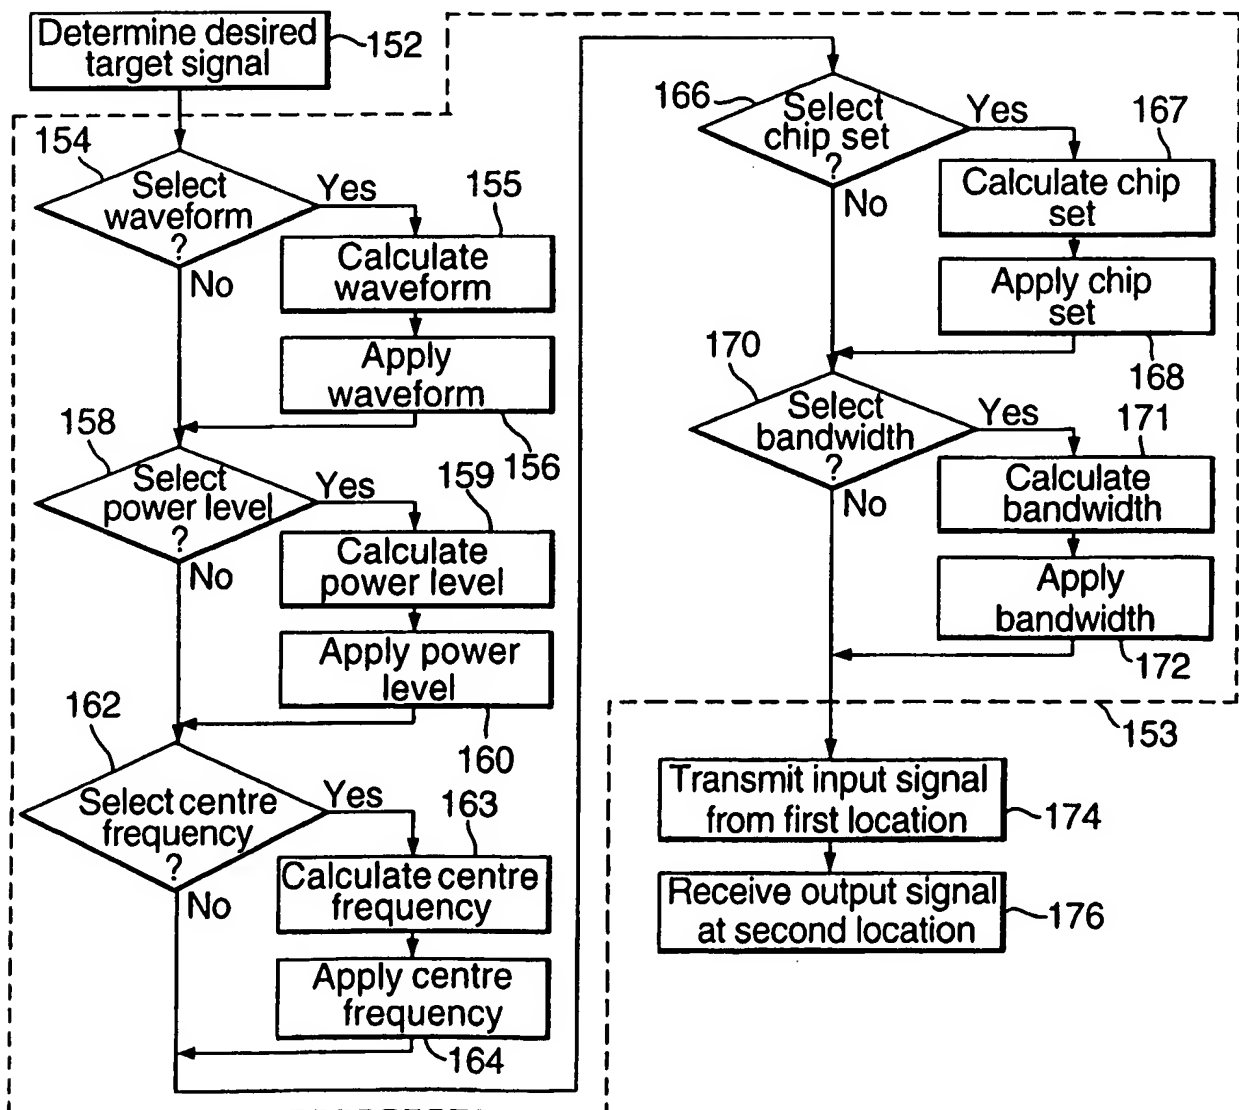 Determine desired
target signal
152
154
Select
waveform
?
Yes
No
155
Calculate
waveform
Apply
waveform
156
158
Select
power level
?
Yes
No
159
Calculate
power level
Apply power
level
160
162
Select centre
frequency
?
Yes
No
163
Calculate centre
frequency
Apply centre
frequency
164
166
Select
chip set
?
Yes
No
167
Calculate chip
set
Apply chip
set
168
170
Select
bandwidth
?
Yes
No
171
Calculate
bandwidth
Apply
bandwidth
172
153
Transmit input signal
from first location
174
Receive output signal
at second location
176